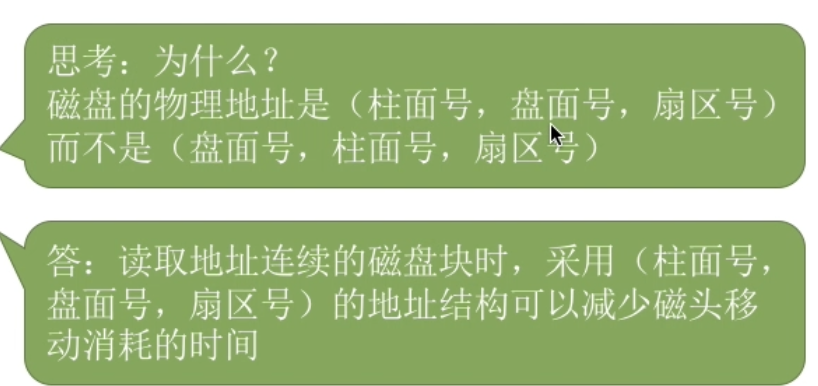 思考：为什么？
磁盘的物理地址是（柱面号，盘面号，扇区号）
而不是（盘面号，柱面号，扇区号）
答：读取地址连续的磁盘块时，采用（柱面号，
盘面号，扇区号）的地址结构可以减少磁头移
动消耗的时间